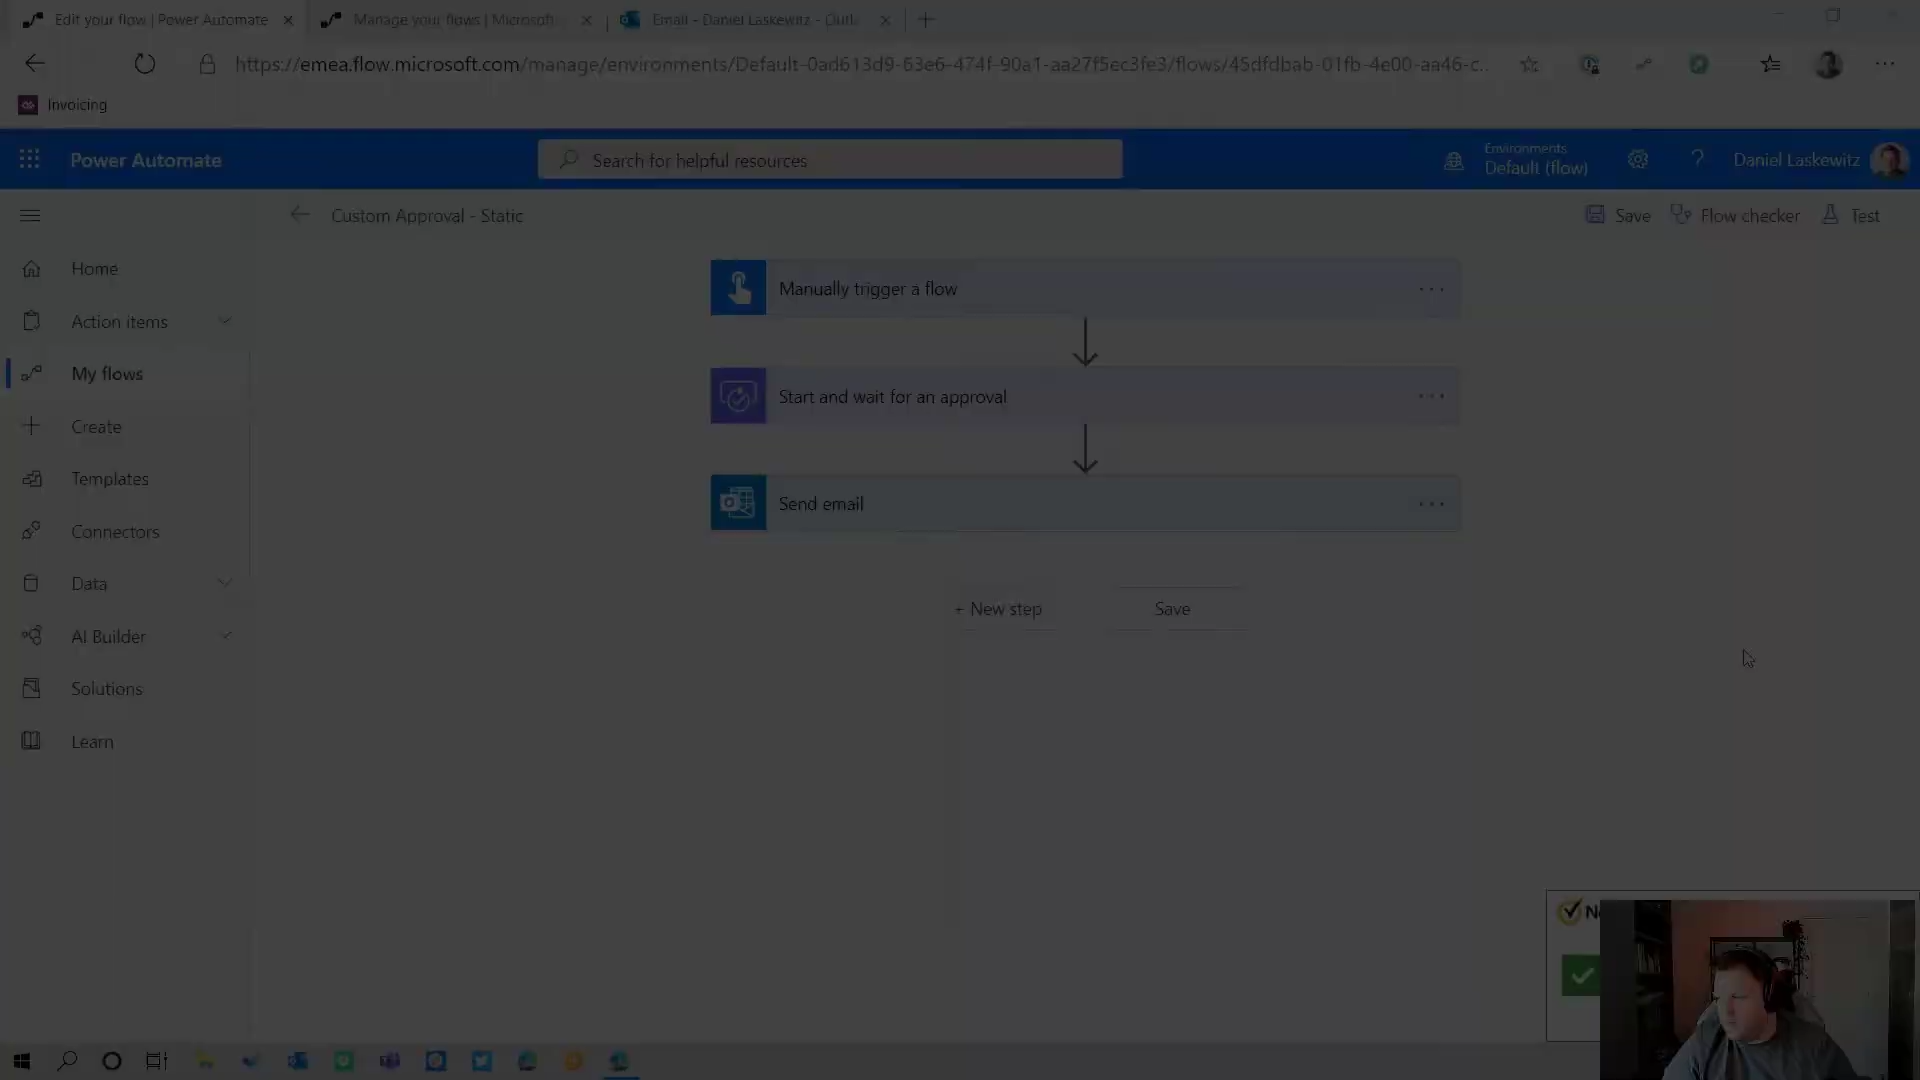 Edit your flow | Power Automate
Manage your flows | Microsoft
Email - Daniel Laskewitz - Outl
https://emea.flow.microsoft.com/manage/environments/Default-0ad613d9-63e6-474f-90a1-aa27f5ec3fe3/flows/45dfdbab-01fb-4e00-aa46-c...
Invoicing
Power Automate
Search for helpful resources
Environments
Default (flow)
Daniel Laskewitz
Custom Approval - Static
Save
Flow checker
Test
Home
Action items
My flows
Create
Templates
Connectors
Data
AI Builder
Solutions
Learn
Manually trigger a flow
Start and wait for an approval
Send email
+ New step
Save